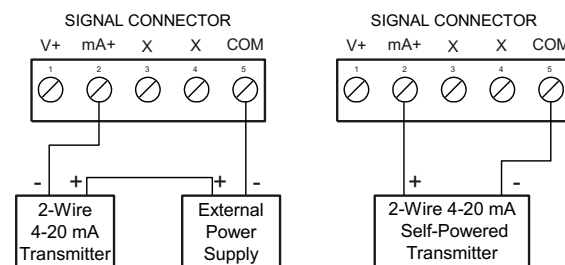 SIGNAL CONNECTOR
V+ mA+ X X COM
1 2 3 4 5
- +
+ -
2-Wire
4-20 mA
Transmitter
External
Power
Supply
SIGNAL CONNECTOR
V+ mA+ X X COM
1 2 3 4 5
+ -
2-Wire 4-20 mA
Self-Powered
Transmitter